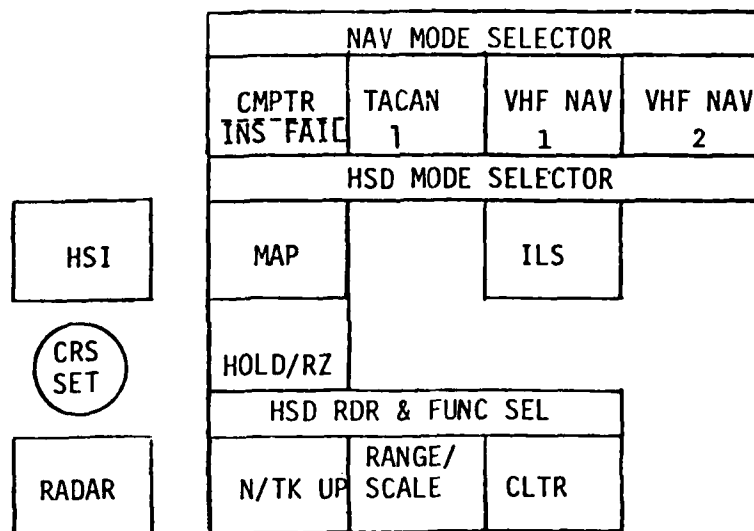 NAV MODE SELECTOR
CMPTR
INS FAIL
TACAN
1
VHF NAV
1
VHF NAV
2
HSD MODE SELECTOR
HSI
MAP
ILS
CRS
SET
HOLD/RZ
HSD RDR & FUNC SEL
RADAR
N/TK UP
RANGE/
SCALE
CLTR